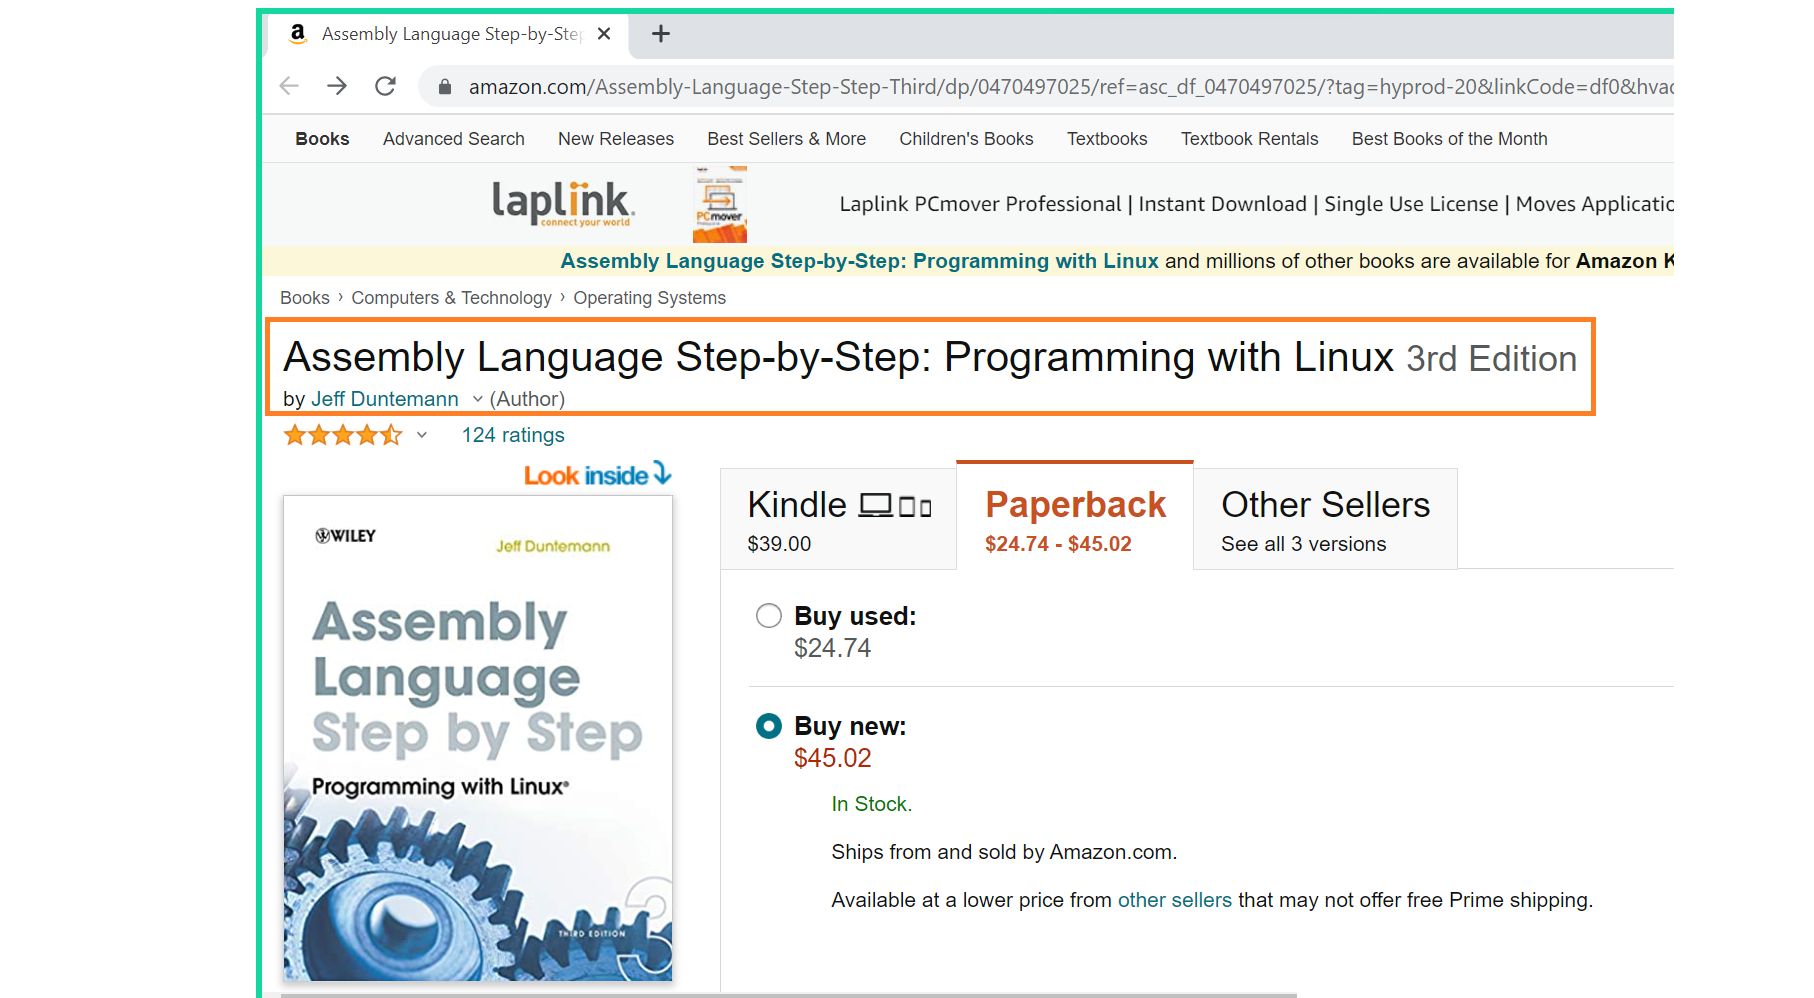 Assembly Language Step-by-Step
amazon.com/Assembly-Language-Step-Step-Third/dp/0470497025/ref=asc_df_0470497025/?tag=hyprod-20&linkCode=df0&hvad
Books Advanced Search New Releases Best Sellers & More Children's Books Textbooks Textbook Rentals Best Books of the Month
laplink.
connect your world
PCmover
Laplink PCmover Professional | Instant Download | Single Use License | Moves Applicatio
Assembly Language Step-by-Step: Programming with Linux and millions of other books are available for Amazon K
Books › Computers & Technology › Operating Systems
Assembly Language Step-by-Step: Programming with Linux 3rd Edition
by Jeff Duntemann (Author)
124 ratings
Look inside
Kindle Paperback Other Sellers
$39.00 $24.74 - $45.02 See all 3 versions
WILEY
Jeff Duntemann
Assembly
Language
Step by Step
Programming with Linux®
THIRD EDITION
3
Buy used:
$24.74
Buy new:
$45.02
In Stock.
Ships from and sold by Amazon.com.
Available at a lower price from other sellers that may not offer free Prime shipping.